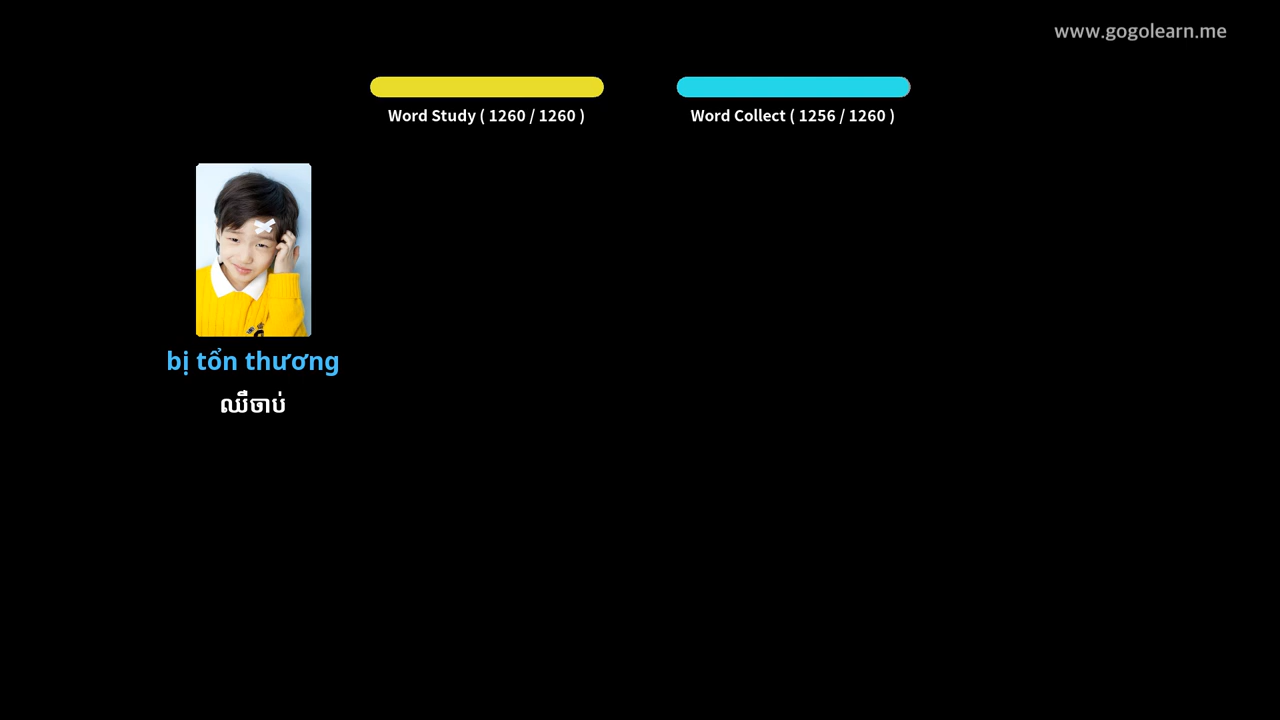 www.gogolearn.me
Word Study ( 1260 / 1260 )
Word Collect ( 1256 / 1260 )
bị tổn thương
ឈឺចាប់